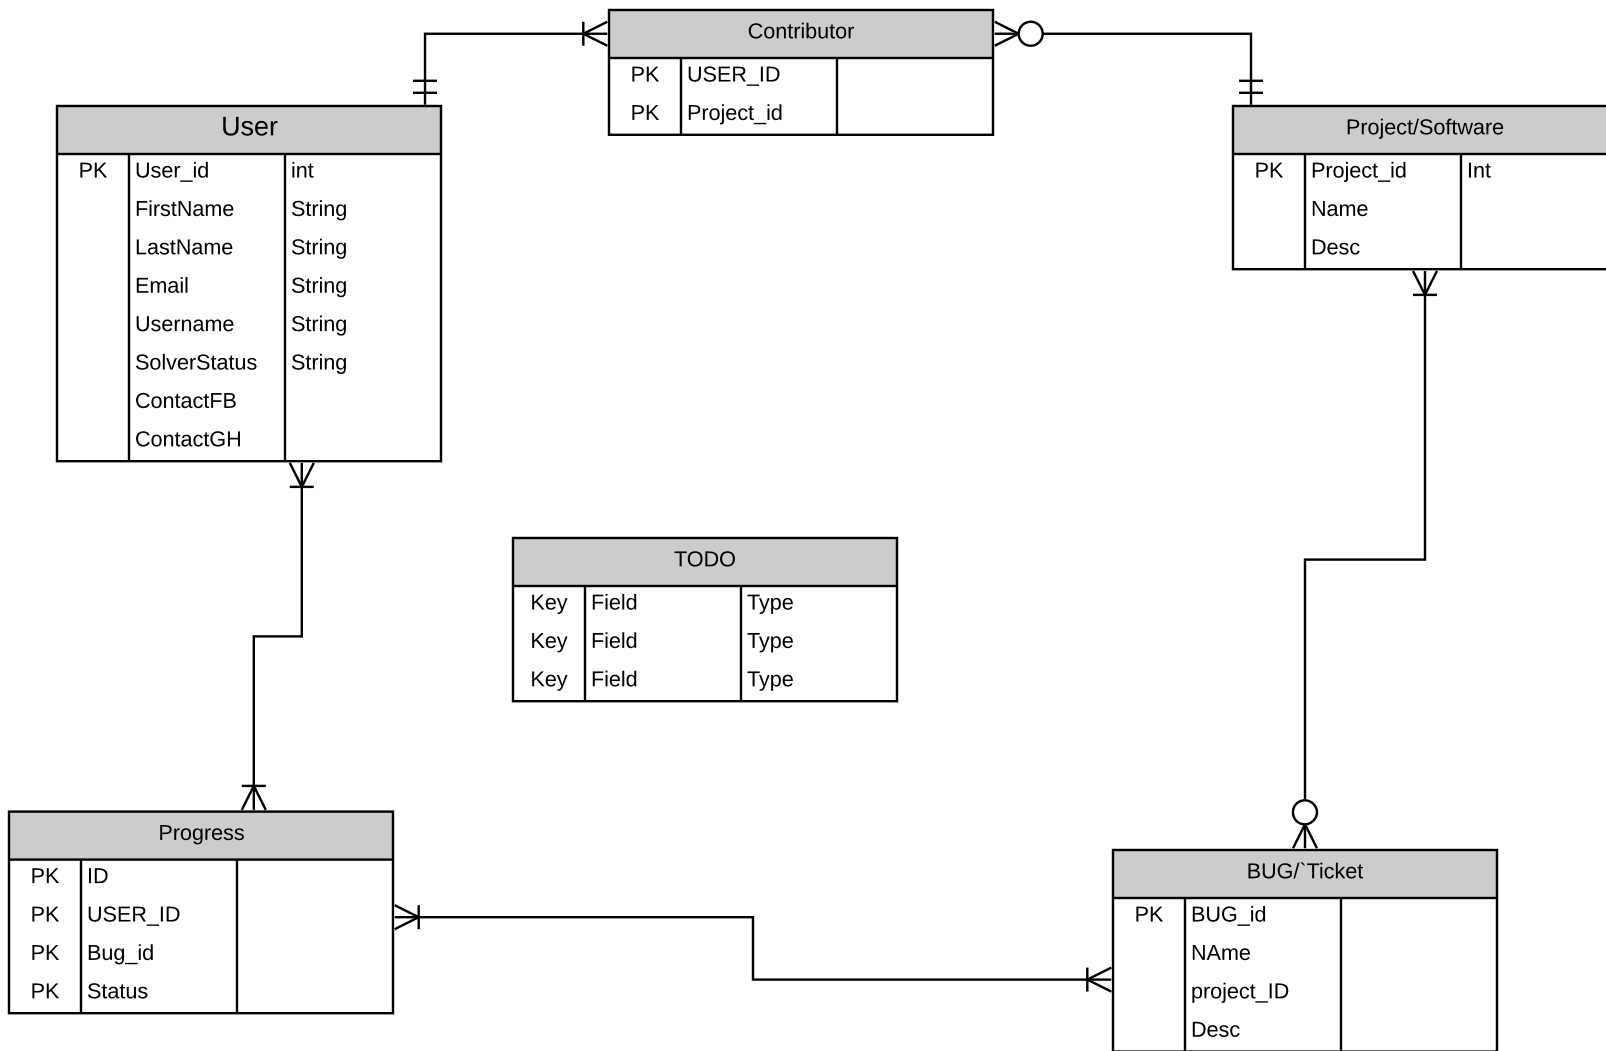 Contributor
PK USER_ID
PK Project_id
User
PK User_id int
FirstName String
LastName String
Email String
Username String
SolverStatus String
ContactFB
ContactGH
Project/Software
PK Project_id Int
Name
Desc
TODO
Key Field Type
Key Field Type
Key Field Type
Progress
PK ID
PK USER_ID
PK Bug_id
PK Status
BUG/`Ticket
PK BUG_id
NAme
project_ID
Desc